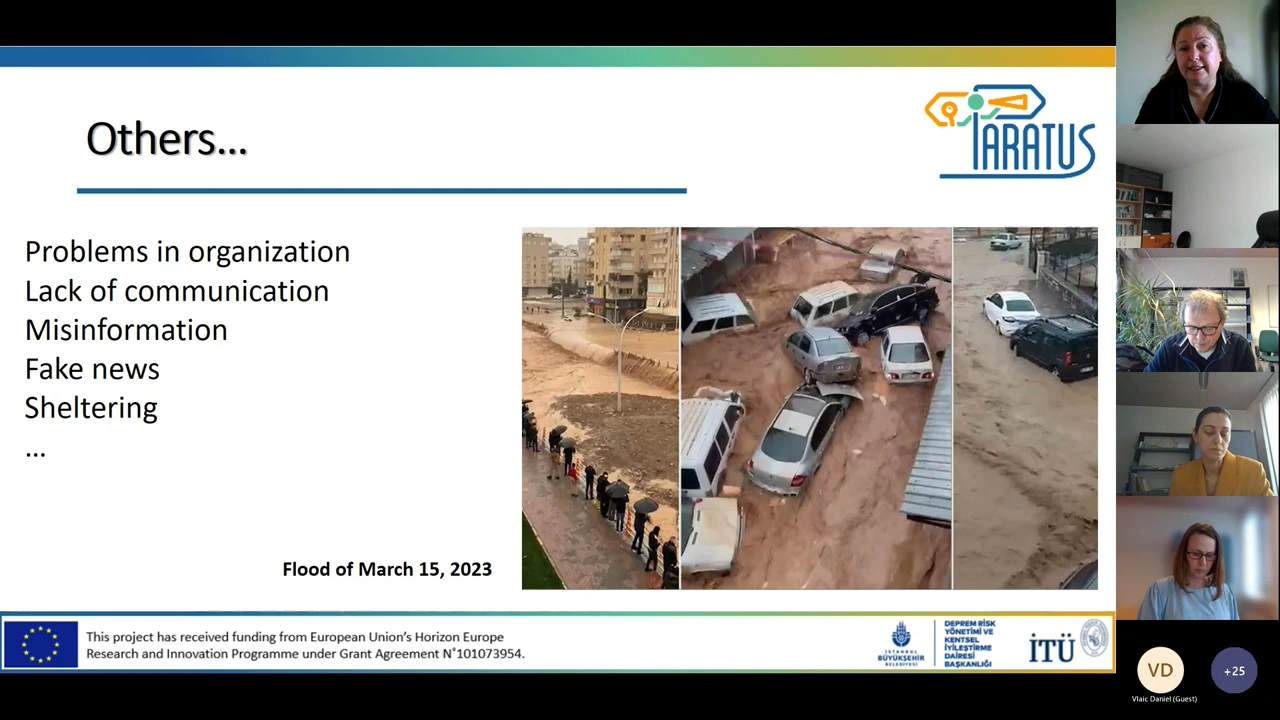 Others...
PARATUS
Problems in organization
Lack of communication
Misinformation
Fake news
Sheltering
...
Flood of March 15, 2023
This project has received funding from European Union's Horizon Europe
Research and Innovation Programme under Grant Agreement N°101073954.
İSTANBUL
BÜYÜKŞEHİR
BELEDİYESİ
DEPREM RİSK
YÖNETİMİ VE
KENTSEL
İYİLEŞTİRME
DAİRESİ
BAŞKANLIĞI
İTÜ
VD
+25
Vlaic Daniel (Guest)